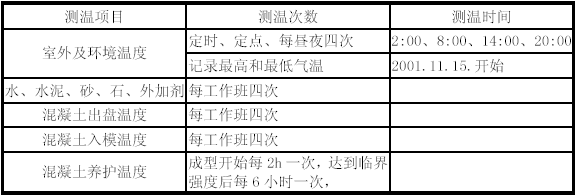 测温项目 测温次数 测温时间
室外及环境温度 定时、定点、每昼夜四次 2:00、8:00、14:00、20:00
记录最高和最低气温 2001.11.15.开始
水、水泥、砂、石、外加剂 每工作班四次
混凝土出盘温度 每工作班四次
混凝土入模温度 每工作班四次
混凝土养护温度 成型开始每2h一次，达到临界
强度后每6小时一次，